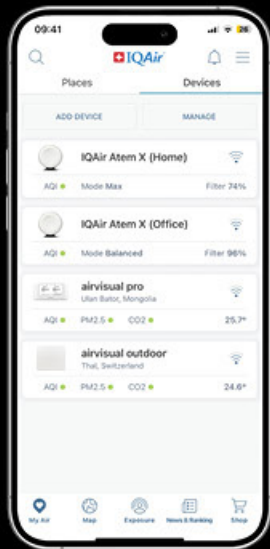 09:41
26
IQAir
Places Devices
ADD DEVICE MANAGE
IQAir Atem X (Home)
AQI Mode Max Filter 74%
IQAir Atem X (Office)
AQI Mode Balanced Filter 96%
airvisual pro
Ulan Bator, Mongolia
AQI PM2.5 CO2 25.7°
airvisual outdoor
Thal, Switzerland
AQI PM2.5 CO2 24.6°
My Air Map Exposure News & Ranking Shop